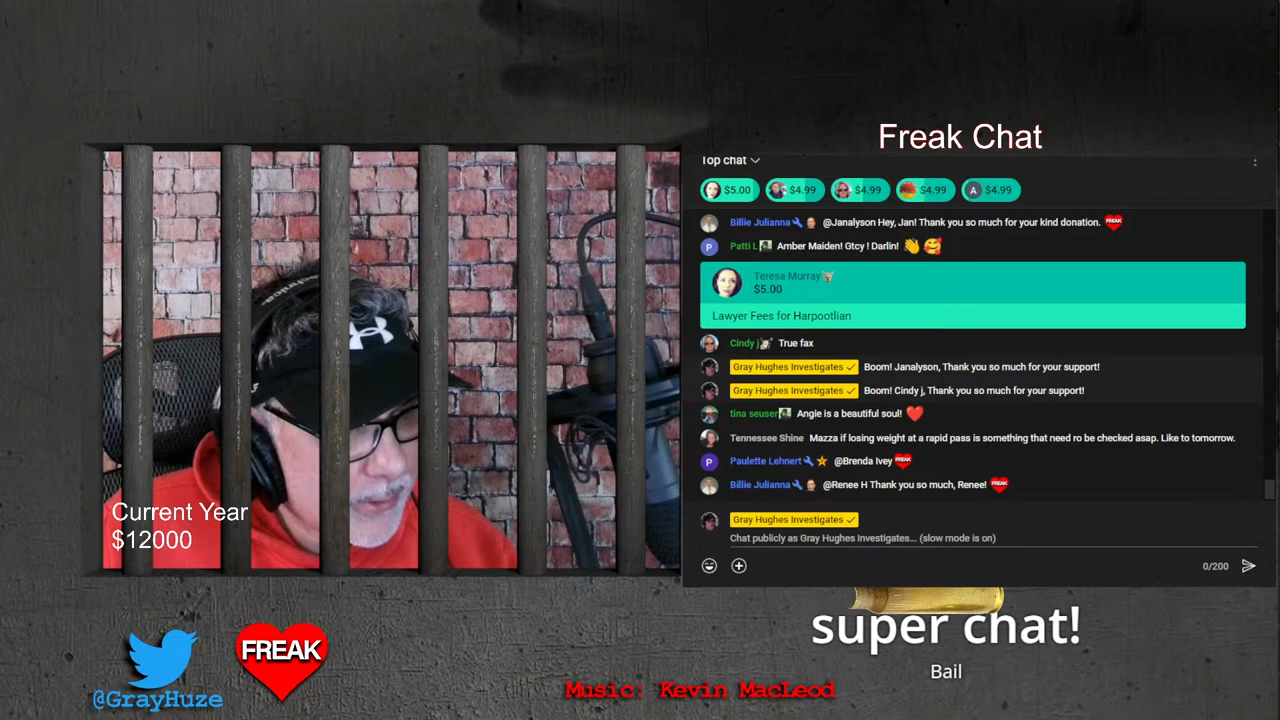 Freak Chat
Top chat
$5.00 $4.99 $4.99 $4.99 A $4.99
Billie Julianna @Janalyson Hey, Jan! Thank you so much for your kind donation. FREAK
P Patti L Amber Maiden! Gtcy ! Darlin!
Teresa Murray
$5.00
Lawyer Fees for Harpootlian
Cindy j True fax
Gray Hughes Investigates Boom! Janalyson, Thank you so much for your support!
Gray Hughes Investigates Boom! Cindy j, Thank you so much for your support!
tina seuser Angie is a beautiful soul!
Tennessee Shine Mazza if losing weight at a rapid pass is something that need ro be checked asap. Like to tomorrow.
P Paulette Lehnert @Brenda Ivey FREAK
Billie Julianna @Renee H Thank you so much, Renee! FREAK
Gray Hughes Investigates
Chat publicly as Gray Hughes Investigates... (slow mode is on)
0/200
Current Year
$12000
super chat!
Bail
FREAK
@GrayHuze
Music: Kevin MacLeod